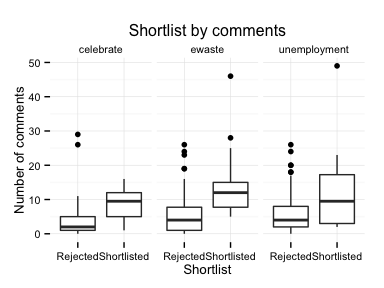 Shortlist by comments
celebrate ewaste unemployment
50
40
30
20
10
0
Number of comments
RejectedShortlisted RejectedShortlisted RejectedShortlisted
Shortlist